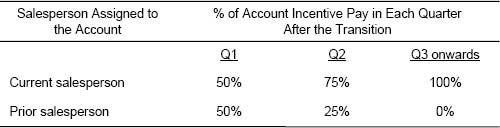 Salesperson Assigned to % of Account Incentive Pay in Each Quarter
the Account After the Transition
Q1 Q2 Q3 onwards
Current salesperson 50% 75% 100%
Prior salesperson 50% 25% 0%